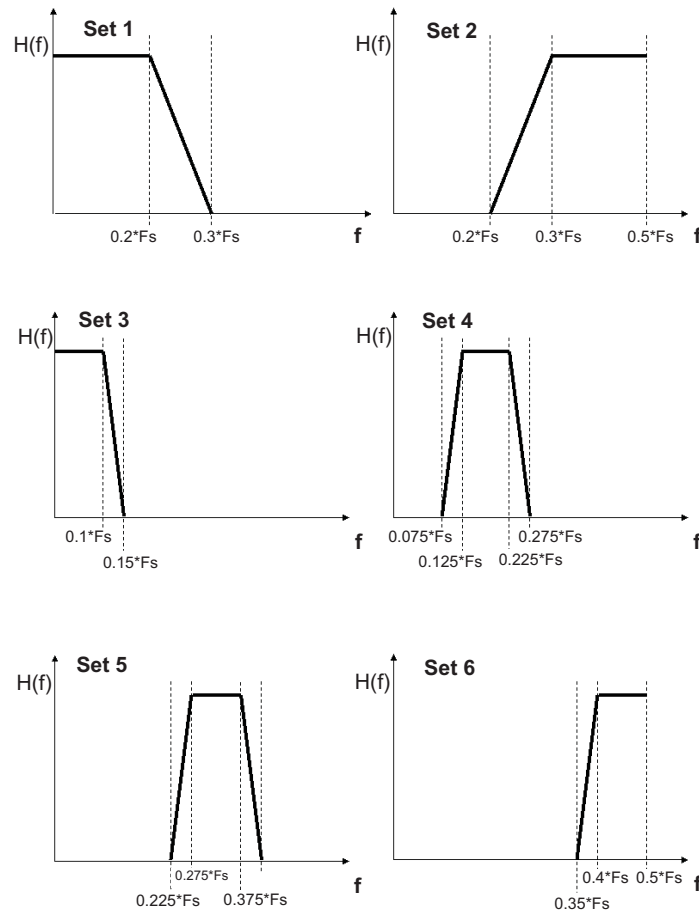 Set 1
H(f)
0.2*Fs 0.3*Fs f
Set 2
H(f)
0.2*Fs 0.3*Fs 0.5*Fs f
Set 3
H(f)
0.1*Fs f
0.15*Fs
Set 4
H(f)
0.075*Fs 0.275*Fs f
0.125*Fs 0.225*Fs
Set 5
H(f)
0.275*Fs f
0.225*Fs 0.375*Fs
Set 6
H(f)
0.4*Fs 0.5*Fs f
0.35*Fs